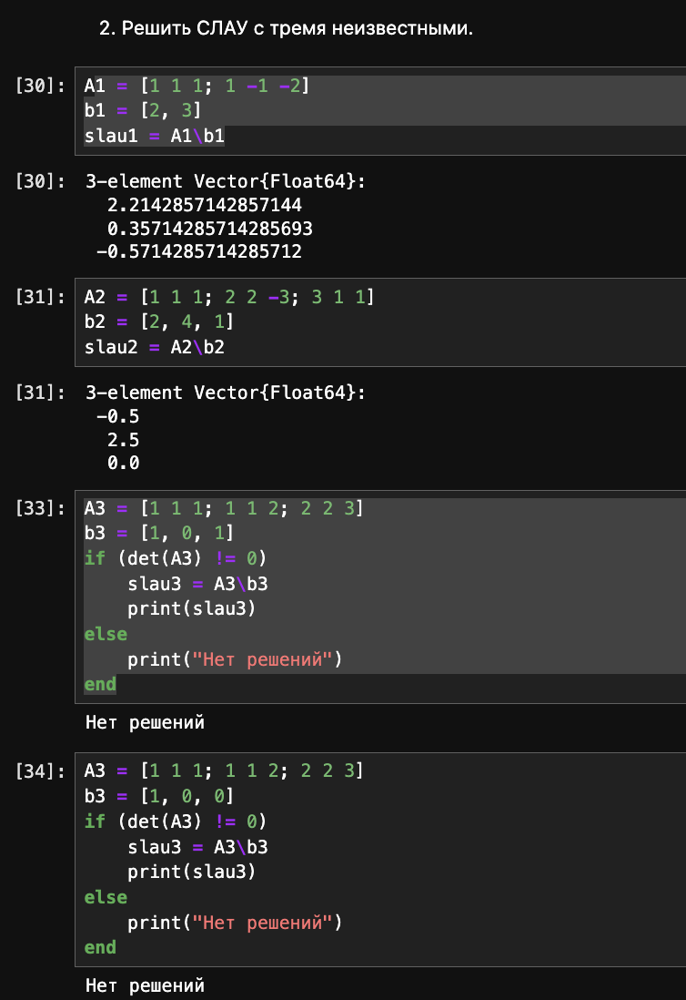 2. Решить СЛАУ с тремя неизвестными.
[30]: A1 = [1 1 1; 1 -1 -2]
b1 = [2, 3]
slau1 = A1\b1
[30]: 3-element Vector{Float64}:
2.2142857142857144
0.35714285714285693
-0.5714285714285712
[31]: A2 = [1 1 1; 2 2 -3; 3 1 1]
b2 = [2, 4, 1]
slau2 = A2\b2
[31]: 3-element Vector{Float64}:
-0.5
2.5
0.0
[33]: A3 = [1 1 1; 1 1 2; 2 2 3]
b3 = [1, 0, 1]
if (det(A3) != 0)
    slau3 = A3\b3
    print(slau3)
else
    print("Нет решений")
end
Нет решений
[34]: A3 = [1 1 1; 1 1 2; 2 2 3]
b3 = [1, 0, 0]
if (det(A3) != 0)
    slau3 = A3\b3
    print(slau3)
else
    print("Нет решений")
end
Нет решений